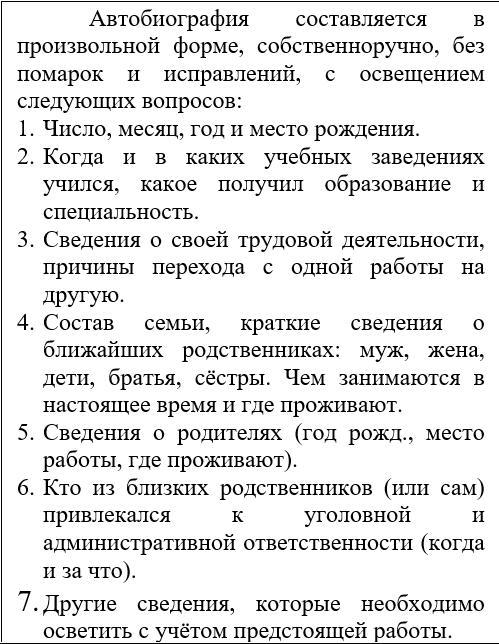 Автобиография составляется в
произвольной форме, собственноручно, без
помарок и исправлений, с освещением
следующих вопросов:
1. Число, месяц, год и место рождения.
2. Когда и в каких учебных заведениях
учился, какое получил образование и
специальность.
3. Сведения о своей трудовой деятельности,
причины перехода с одной работы на
другую.
4. Состав семьи, краткие сведения о
ближайших родственниках: муж, жена,
дети, братья, сёстры. Чем занимаются в
настоящее время и где проживают.
5. Сведения о родителях (год рожд., место
работы, где проживают).
6. Кто из близких родственников (или сам)
привлекался к уголовной и
административной ответственности (когда
и за что).
7. Другие сведения, которые необходимо
осветить с учётом предстоящей работы.